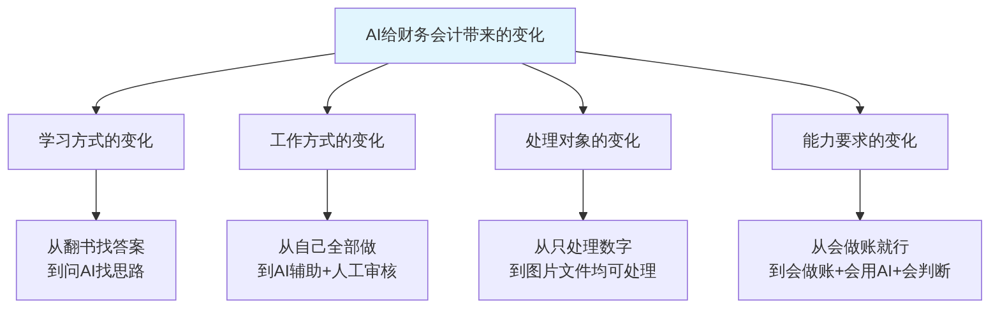 AI给财务会计带来的变化
学习方式的变化
工作方式的变化
处理对象的变化
能力要求的变化
从翻书找答案
到问AI找思路
从自己全部做
到AI辅助+人工审核
从只处理数字
到图片文件均可处理
从会做账就行
到会做账+会用AI+会判断